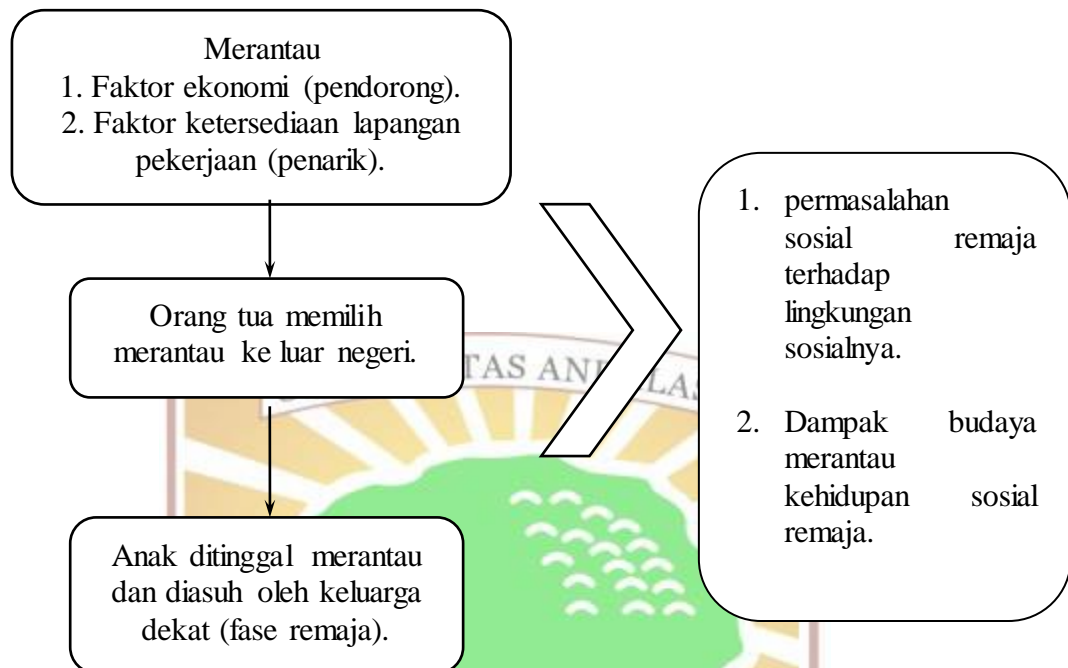 Merantau
1. Faktor ekonomi (pendorong).
2. Faktor ketersediaan lapangan
pekerjaan (penarik).
Orang tua memilih
merantau ke luar negeri.
Anak ditinggal merantau
dan diasuh oleh keluarga
dekat (fase remaja).
1. permasalahan
sosial remaja
terhadap
lingkungan
sosialnya.
2. Dampak budaya
merantau
kehidupan sosial
remaja.